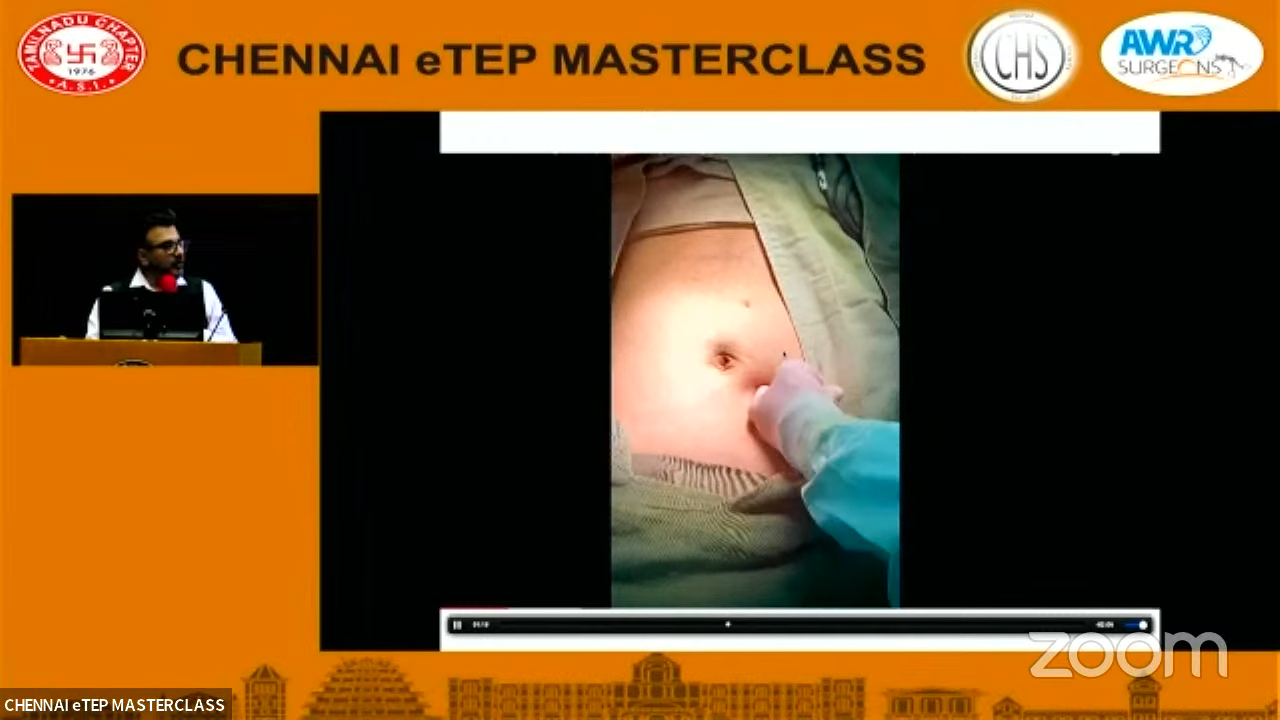 TAMILNADU CHAPTER
1976
A.S.I.
CHENNAI eTEP MASTERCLASS
CHS
AWR
SURGEONS
zoom
CHENNAI eTEP MASTERCLASS